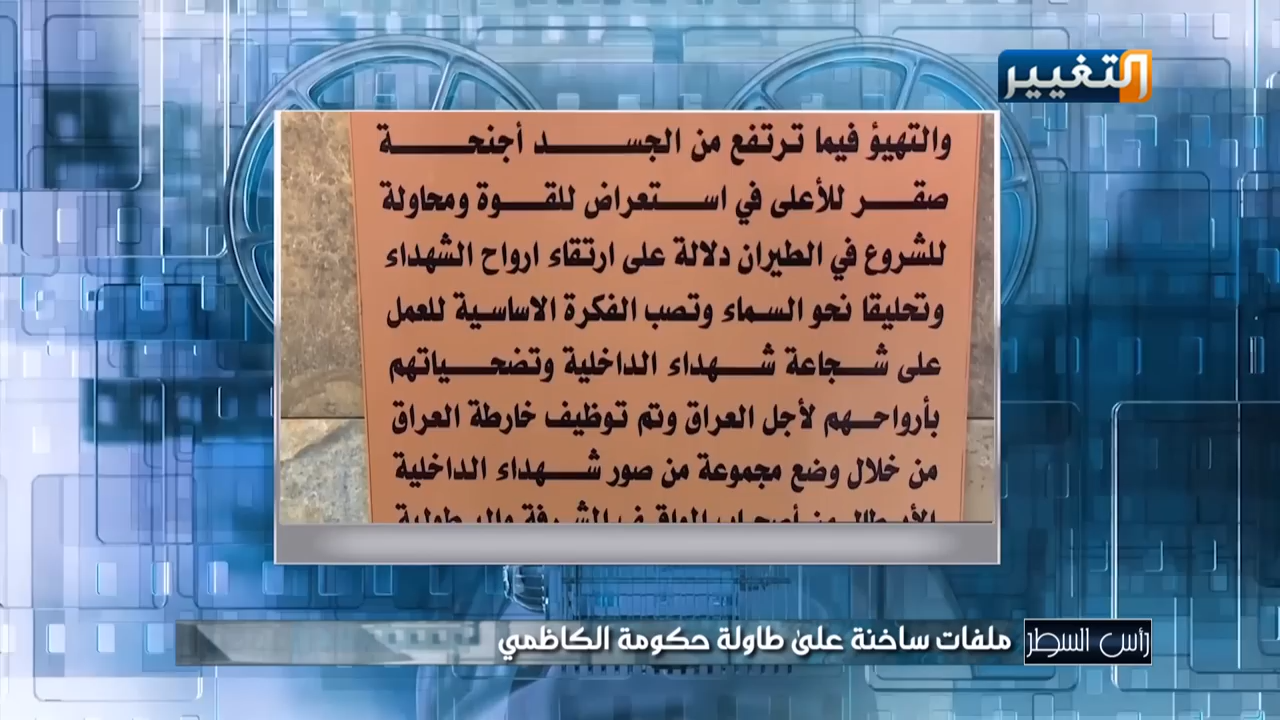 التغيير
والتهيؤ فيما ترتفع من الجسد أجنحة
صقر للأعلى في استعراض للقوة ومحاولة
للشروع في الطيران دلالة على ارتقاء ارواح الشهداء
وتحليقا نحو السماء وتصب الفكرة الاساسية للعمل
على شجاعة شهداء الداخلية وتضحياتهم
بأرواحهم لأجل العراق وتم توظيف خارطة العراق
من خلال وضع مجموعة من صور شهداء الداخلية
رأس السطر
ملفات ساخنة على طاولة حكومة الكاظمي